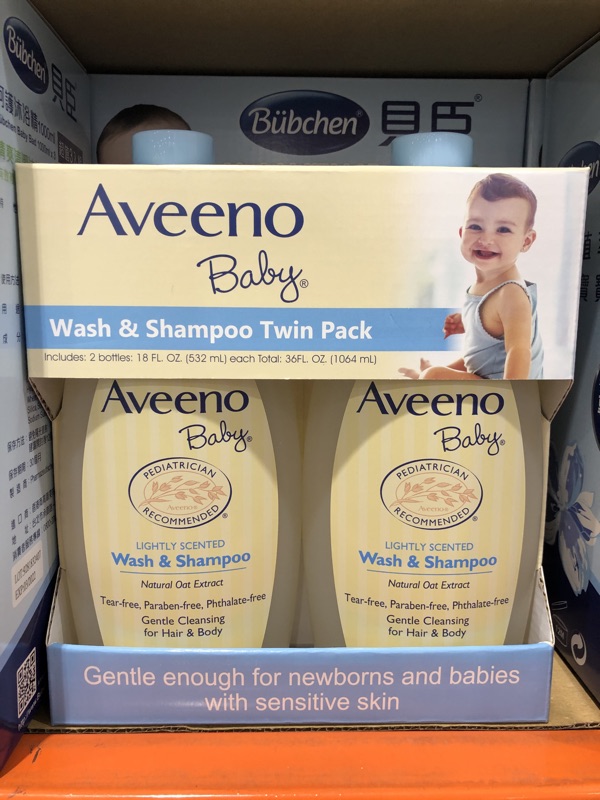 Bübchen
貝臣
Bübchen® 貝臣®
Aveeno
Baby®
Wash & Shampoo Twin Pack
Includes: 2 bottles: 18 FL. OZ. (532 mL) each Total: 36FL. OZ. (1064 mL)
Aveeno
Baby®
PEDIATRICIAN
Aveeno®
RECOMMENDED®
LIGHTLY SCENTED
Wash & Shampoo
Natural Oat Extract
Tear-free, Paraben-free, Phthalate-free
Gentle Cleansing
for Hair & Body
Aveeno
Baby®
PEDIATRICIAN
Aveeno®
RECOMMENDED®
LIGHTLY SCENTED
Wash & Shampoo
Natural Oat Extract
Tear-free, Paraben-free, Phthalate-free
Gentle Cleansing
for Hair & Body
Gentle enough for newborns and babies
with sensitive skin